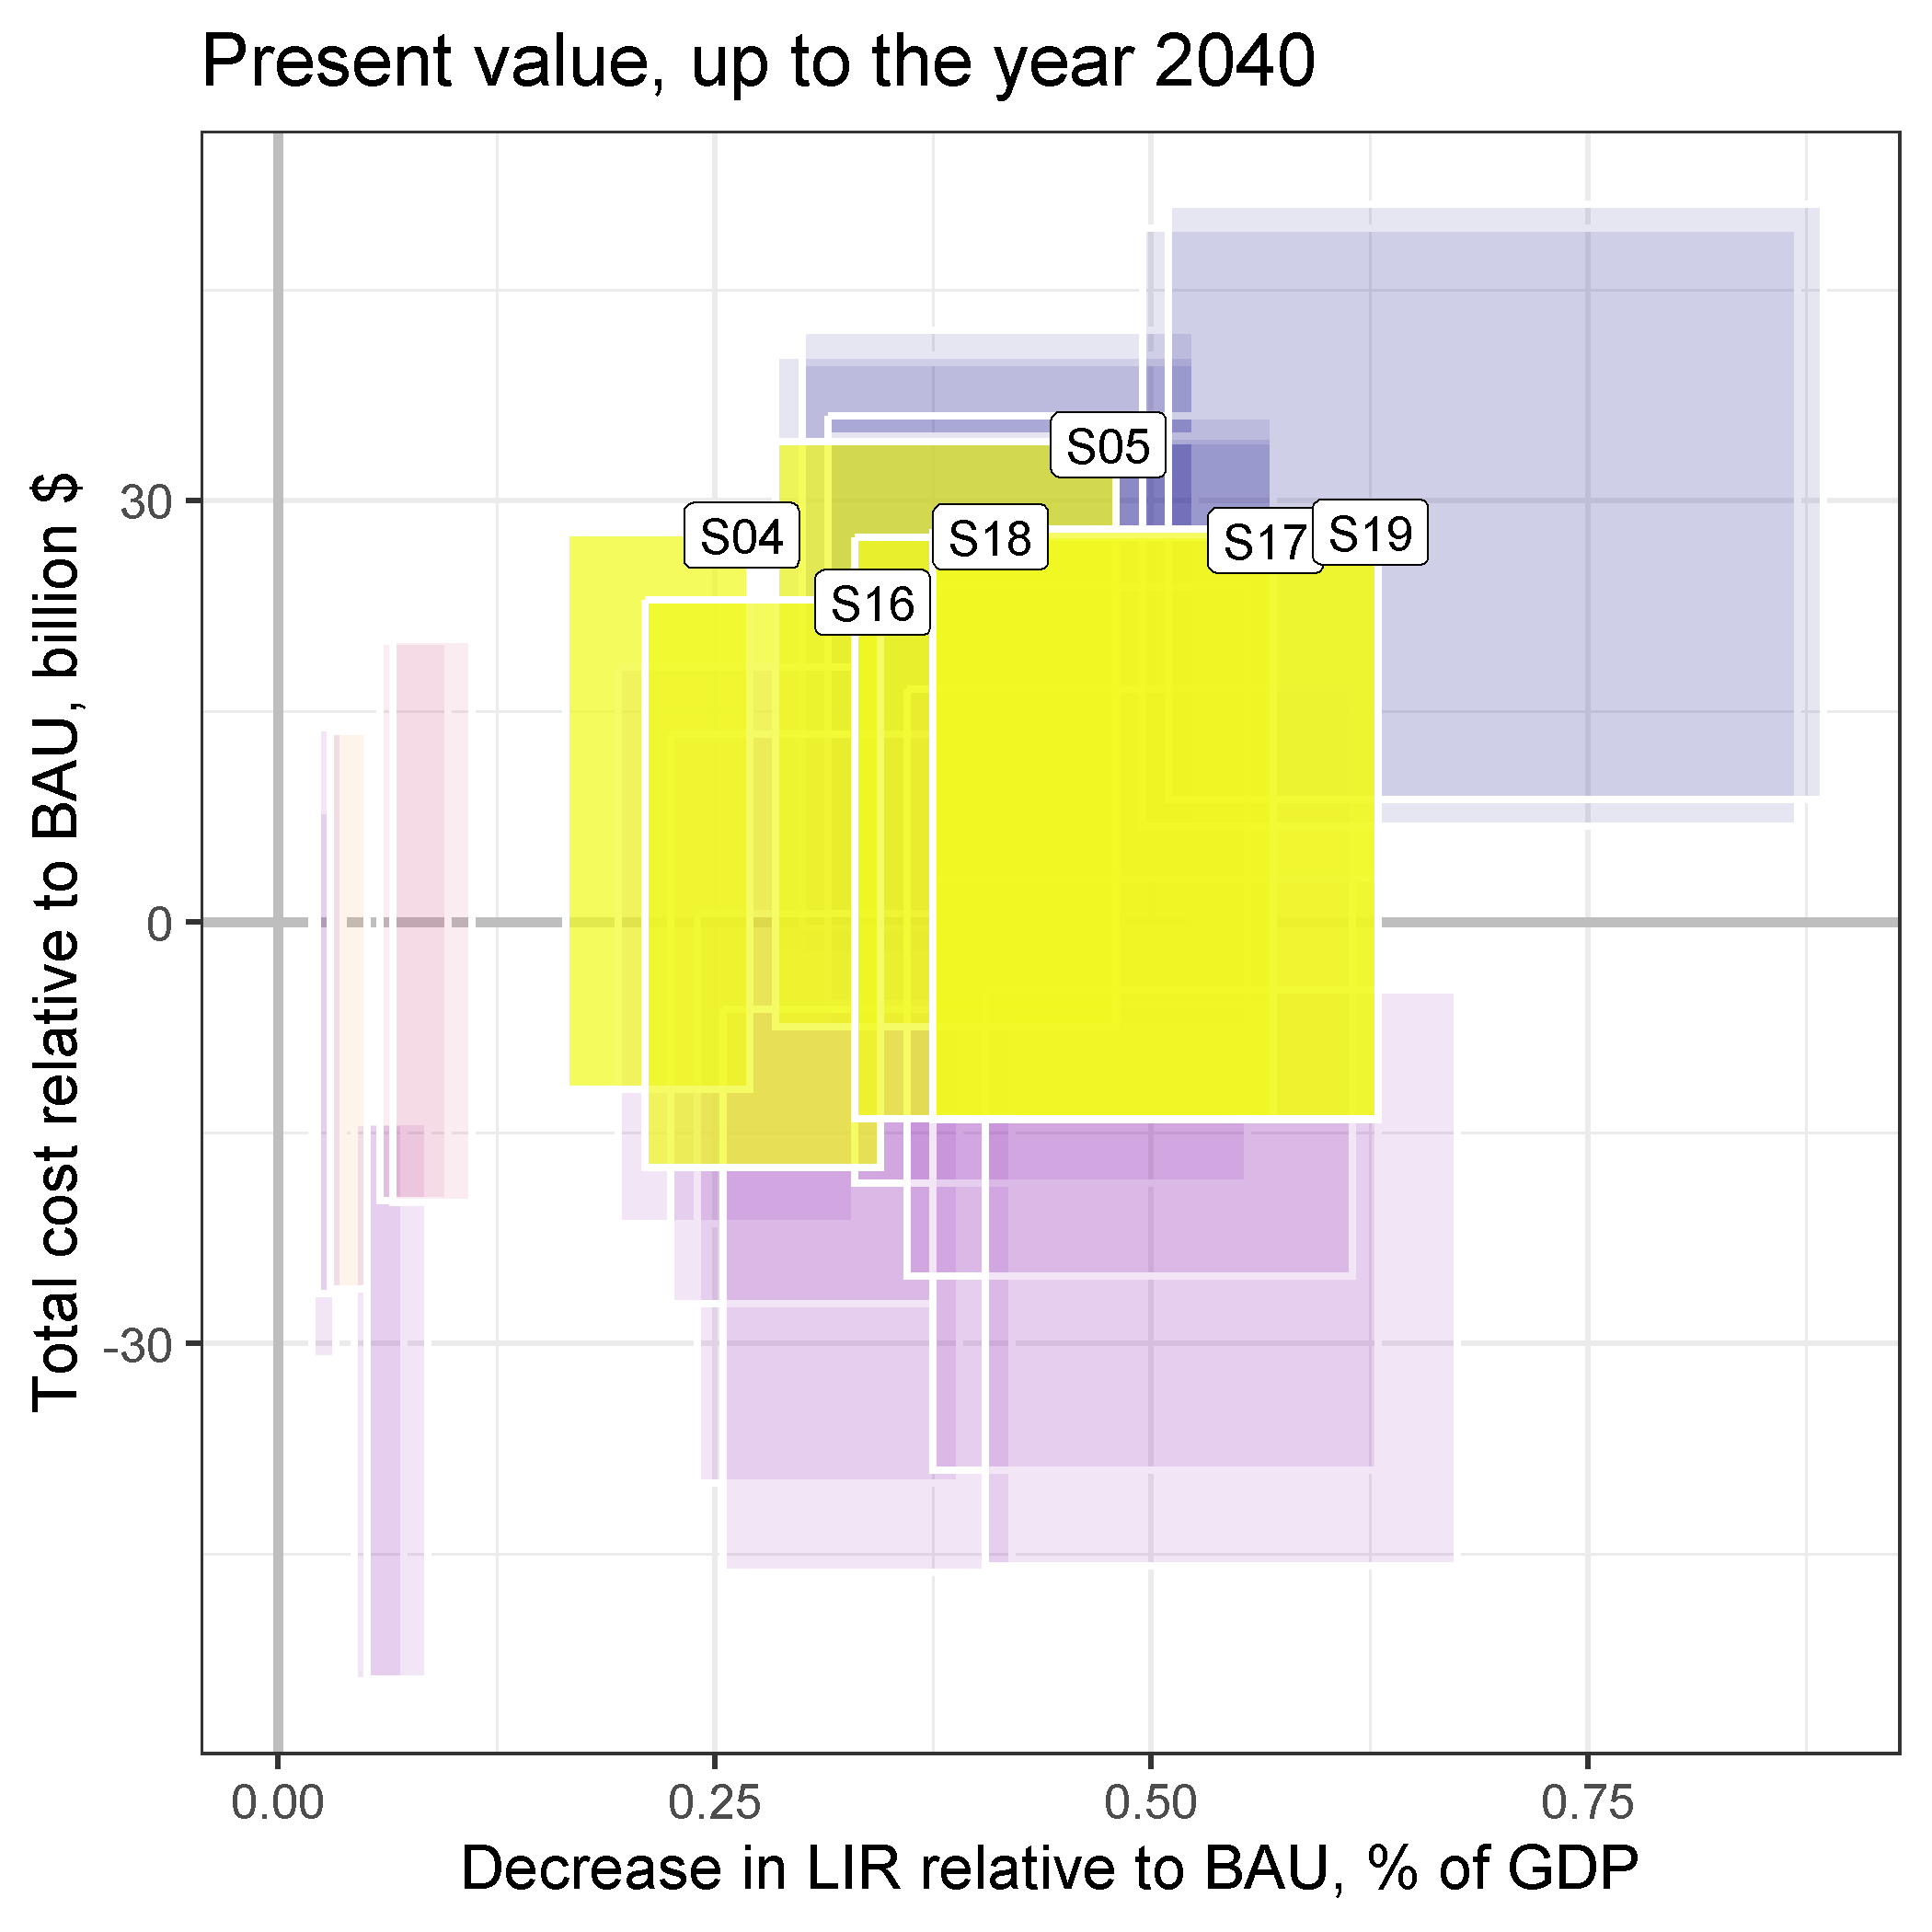 Present value, up to the year 2040
Total cost relative to BAU, billion $
30
0
-30
S05
S04
S18
S17
S19
S16
0.00
0.25
0.50
0.75
Decrease in LIR relative to BAU, % of GDP